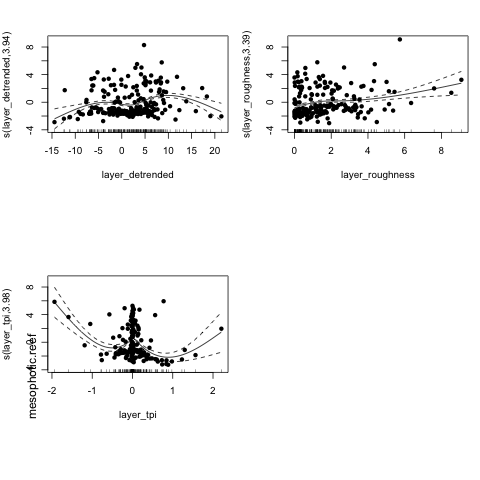 s(layer_detrended,3.94)
8
4
0
-4
-15 -10 -5 0 5 10 15 20
layer_detrended
s(layer_roughness,3.39)
8
4
0
-4
0 2 4 6 8
layer_roughness
s(layer_tpi,3.98)
8
4
-2 -1 0 1 2
layer_tpi
mesophotic.reef